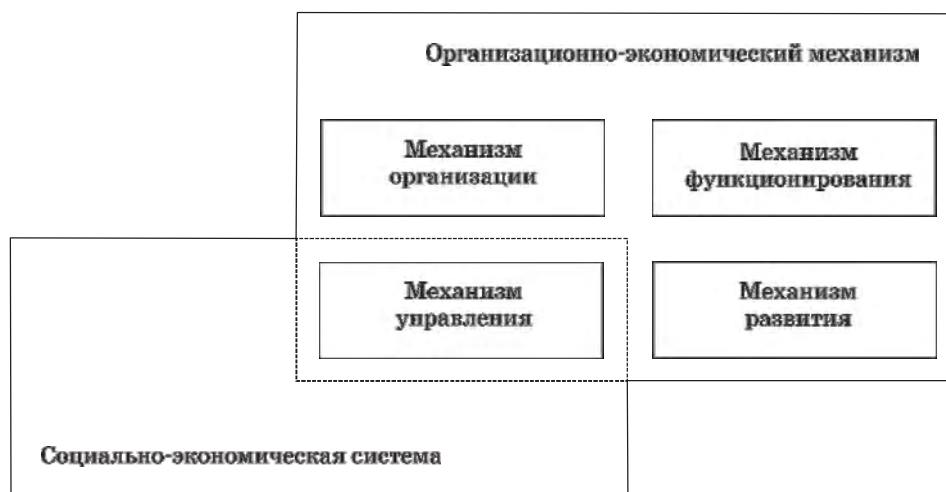 Организационно-экономический механизм
Механизм
организации
Механизм
функционирования
Механизм
управления
Механизм
развития
Социально-экономическая система